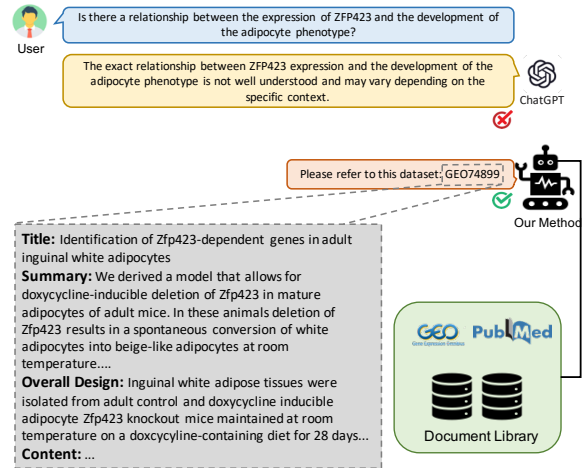 Is there a relationship between the expression of ZFP423 and the development of
the adipocyte phenotype?
User
The exact relationship between ZFP423 expression and the development of the
adipocyte phenotype is not well understood and may vary depending on the
specific context.
ChatGPT
Please refer to this dataset: GEO74899
Our Method
Title: Identification of Zfp423-dependent genes in adult
inguinal white adipocytes
Summary: We derived a model that allows for
doxycycline-inducible deletion of Zfp423 in mature
adipocytes of adult mice. In these animals deletion of
Zfp423 results in a spontaneous conversion of white
adipocytes into beige-like adipocytes at room
temperature....
Overall Design: Inguinal white adipose tissues were
isolated from adult control and doxycycline inducible
adipocyte Zfp423 knockout mice maintained at room
temperature on a doxcycyline-containing diet for 28 days...
Content: ...
GEO
Gene Expression Omnibus
PubMed
Document Library